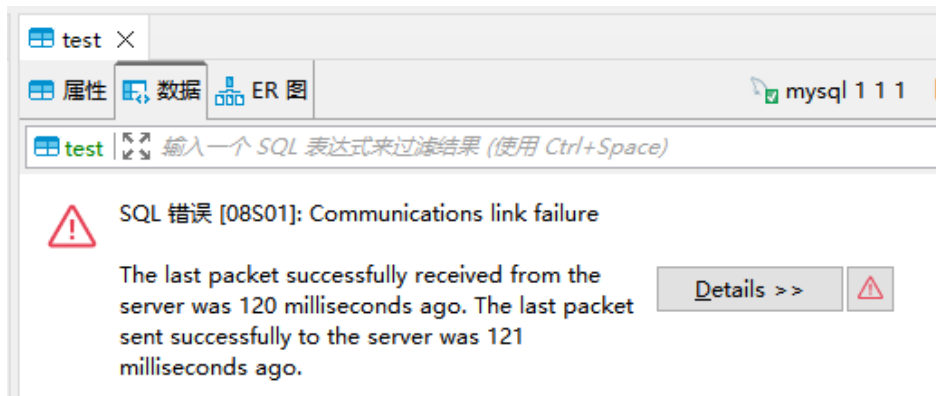 test
属性 数据 ER 图 mysql 1 1 1
test 输入一个 SQL 表达式来过滤结果 (使用 Ctrl+Space)
SQL 错误 [08S01]: Communications link failure
The last packet successfully received from the
server was 120 milliseconds ago. The last packet
sent successfully to the server was 121
milliseconds ago.
Details >>